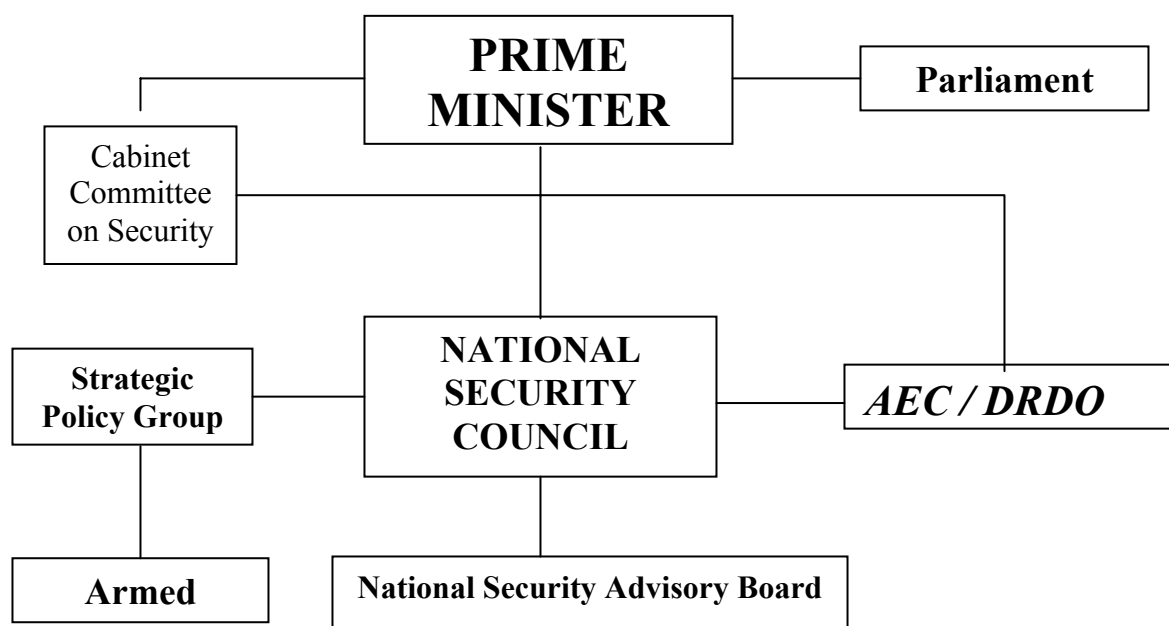 PRIME
MINISTER
Parliament
Cabinet
Committee
on Security
NATIONAL
SECURITY
COUNCIL
Strategic
Policy Group
AEC / DRDO
Armed
National Security Advisory Board